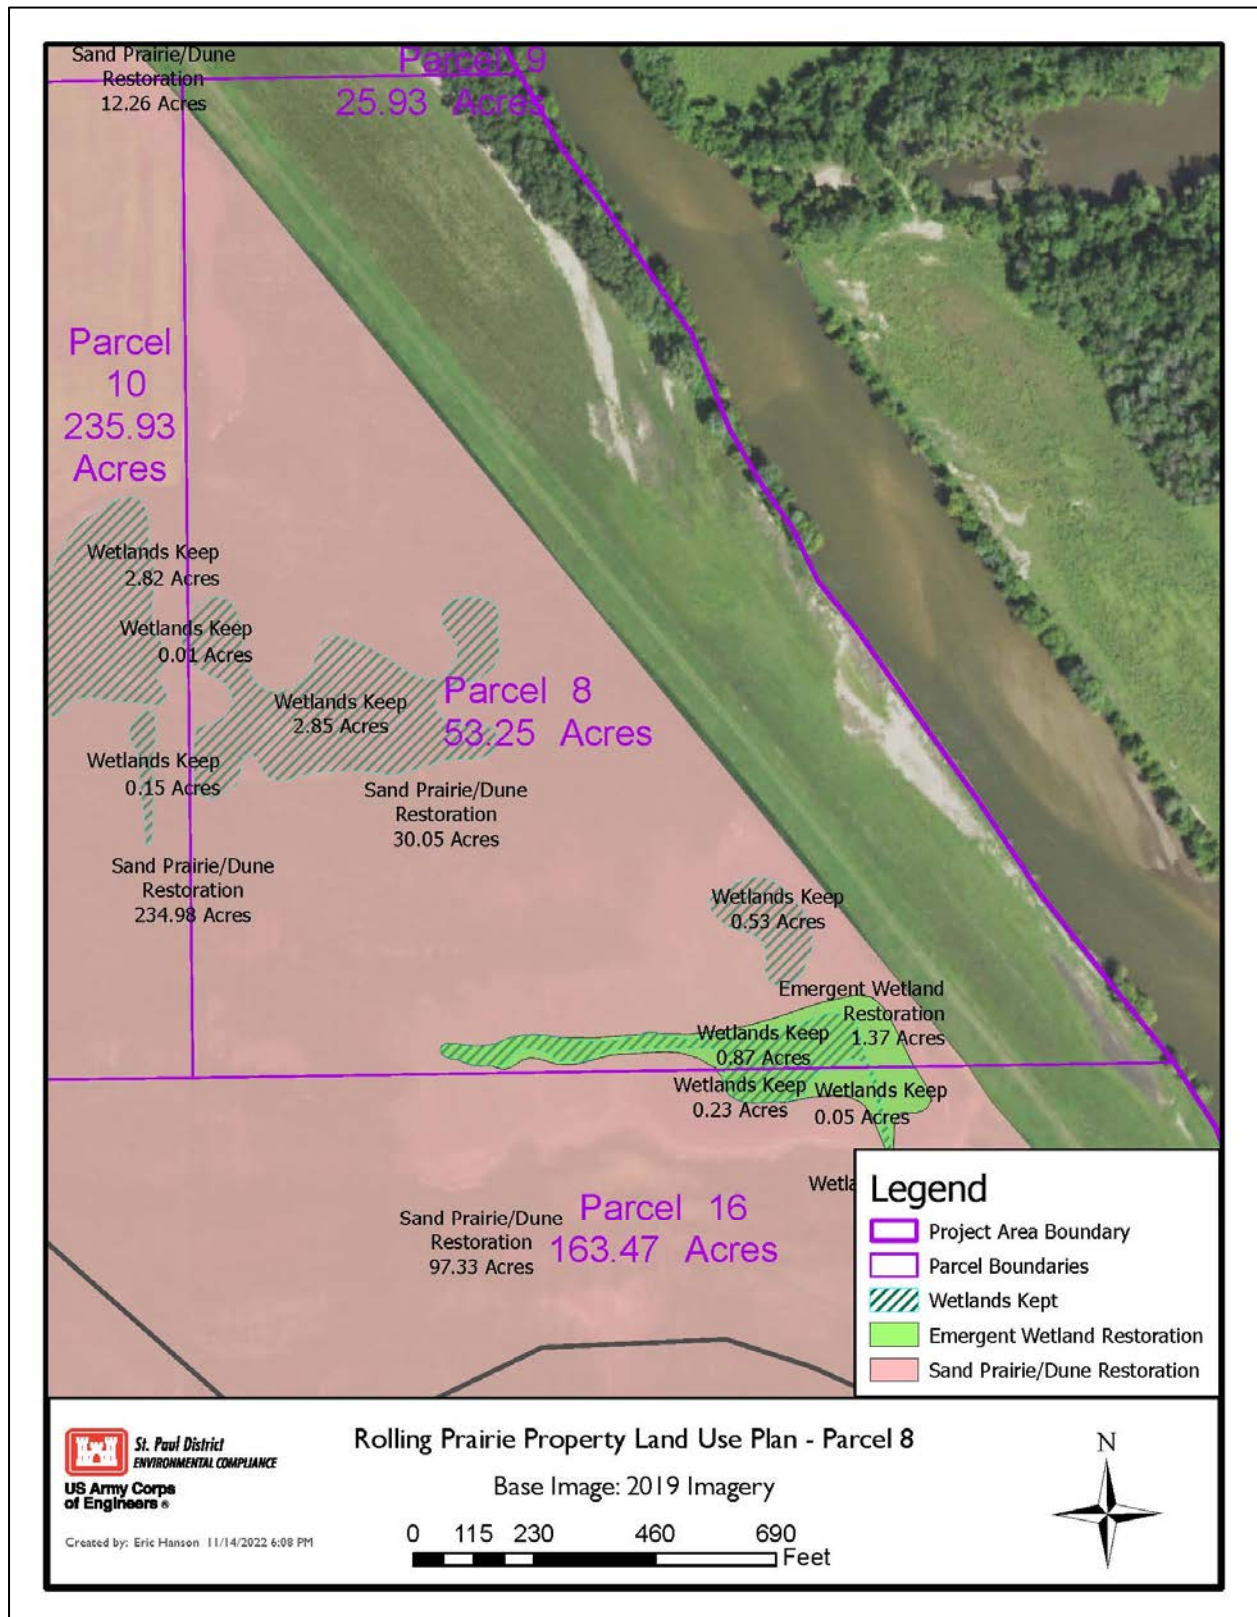 Sand Prairie/Dune
Restoration
12.26 Acres
Parcel 9
25.93 Acres
Parcel
10
235.93
Acres
Wetlands Keep
2.82 Acres
Wetlands Keep
0.01 Acres
Wetlands Keep
2.85 Acres
Parcel 8
53.25 Acres
Wetlands Keep
0.15 Acres
Sand Prairie/Dune
Restoration
30.05 Acres
Sand Prairie/Dune
Restoration
234.98 Acres
Wetlands Keep
0.53 Acres
Emergent Wetland
Restoration
1.37 Acres
Wetlands Keep
0.87 Acres
Wetlands Keep
0.23 Acres
Wetlands Keep
0.05 Acres
Sand Prairie/Dune
Restoration
97.33 Acres
Parcel 16
163.47 Acres
Legend
Project Area Boundary
Parcel Boundaries
Wetlands Kept
Emergent Wetland Restoration
Sand Prairie/Dune Restoration
St. Paul District
ENVIRONMENTAL COMPLIANCE
US Army Corps
of Engineers ®
Created by: Eric Hanson 11/14/2022 6:08 PM
Rolling Prairie Property Land Use Plan - Parcel 8
Base Image: 2019 Imagery
0 115 230 460 690
Feet
N